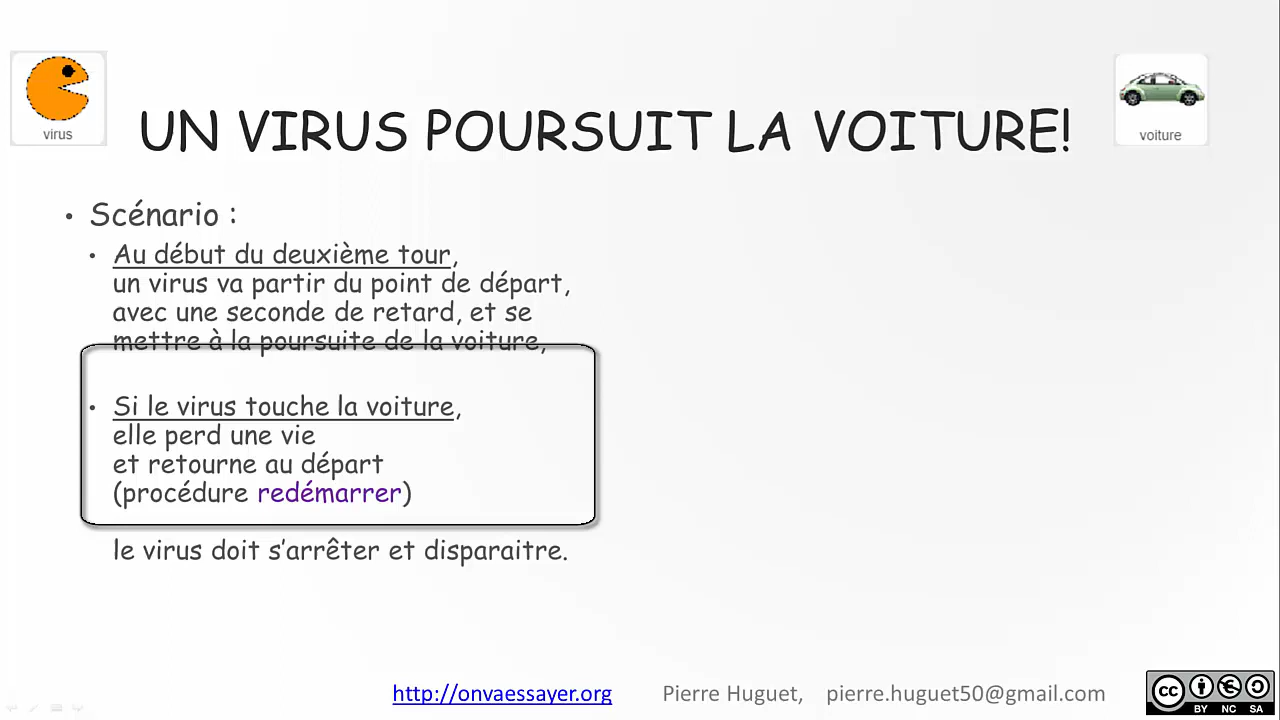 virus
voiture
UN VIRUS POURSUIT LA VOITURE!
• Scénario :
• Au début du deuxième tour,
un virus va partir du point de départ,
avec une seconde de retard, et se
mettre à la poursuite de la voiture,
• Si le virus touche la voiture,
elle perd une vie
et retourne au départ
(procédure redémarrer)
le virus doit s’arrêter et disparaitre.
http://onvaessayer.org Pierre Huguet, pierre.huguet50@gmail.com
cc
BY NC SA